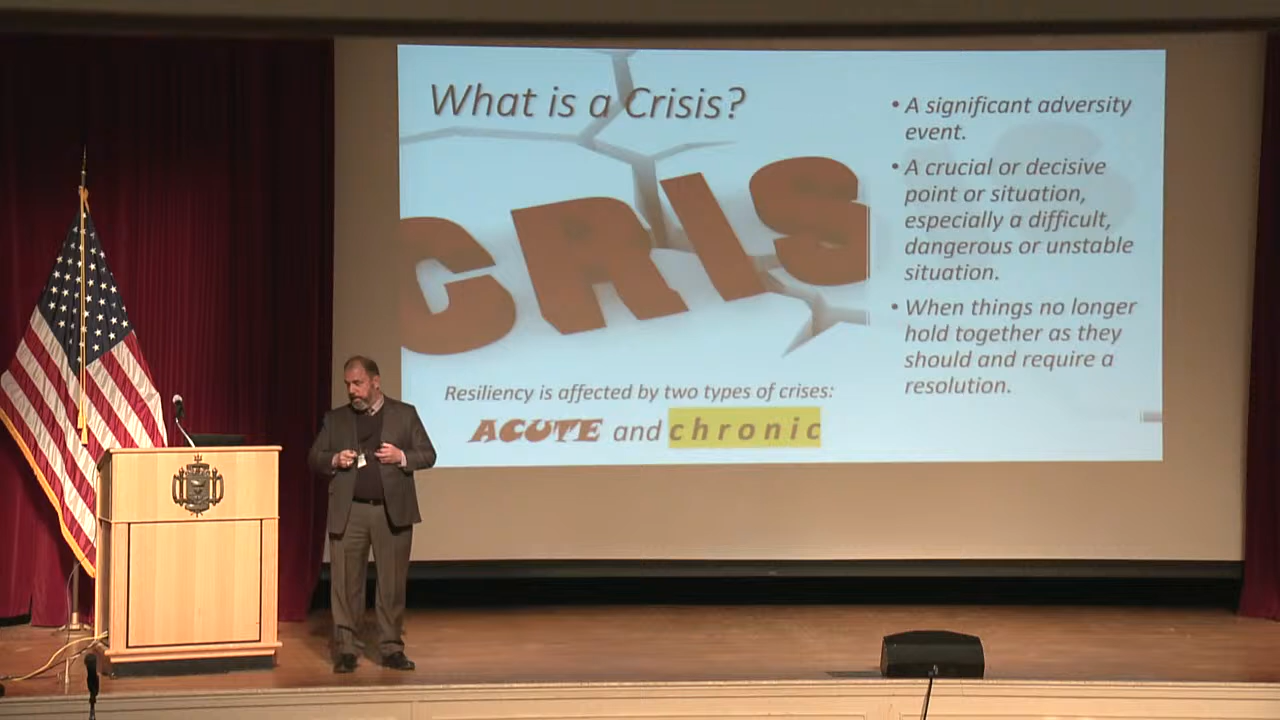 What is a Crisis?
CRIS
Resiliency is affected by two types of crises:
ACUTE and chronic
• A significant adversity
event.
• A crucial or decisive
point or situation,
especially a difficult,
dangerous or unstable
situation.
• When things no longer
hold together as they
should and require a
resolution.